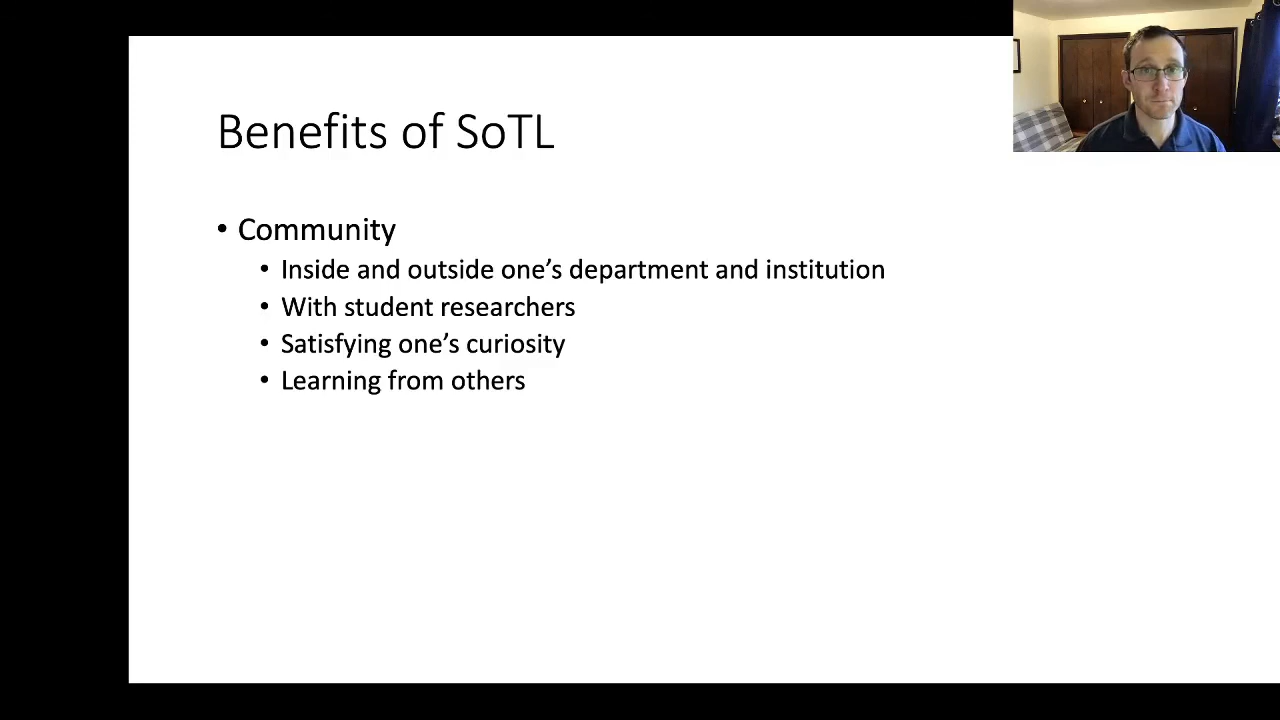 Benefits of SoTL
• Community
• Inside and outside one’s department and institution
• With student researchers
• Satisfying one’s curiosity
• Learning from others